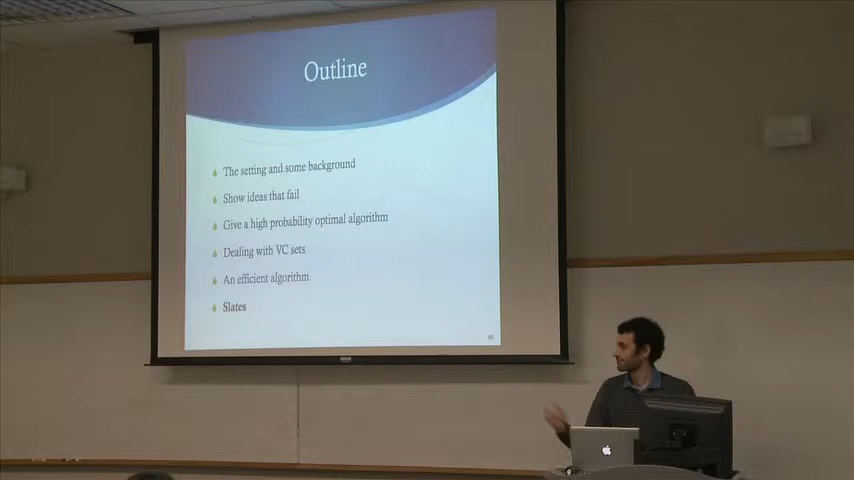 Outline
The setting and some background
Show ideas that fail
Give a high probability optimal algorithm
Dealing with VC sets
An efficient algorithm
Slates